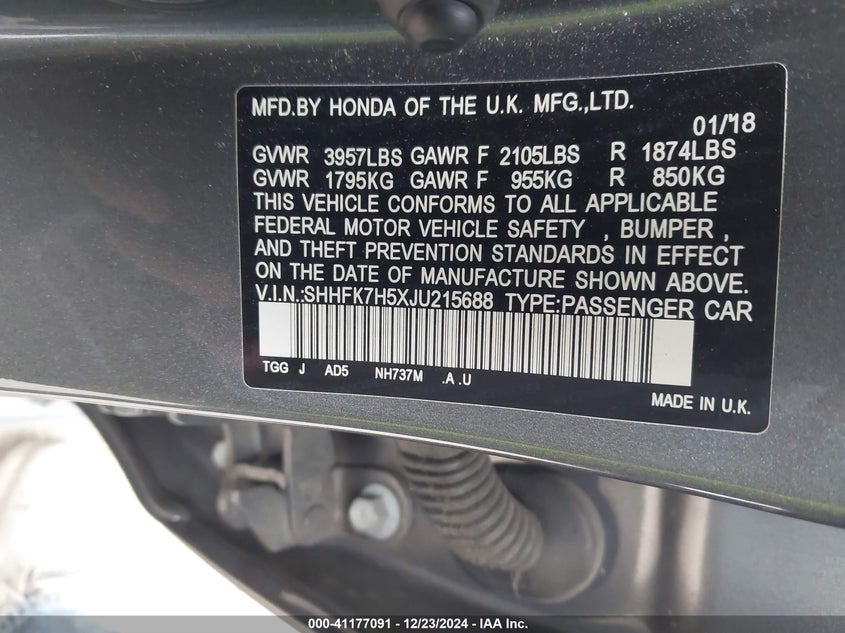 MFD.BY HONDA OF THE U.K. MFG.,LTD.
01/18
GVWR 3957LBS GAWR F 2105LBS R 1874LBS
GVWR 1795KG GAWR F 955KG R 850KG
THIS VEHICLE CONFORMS TO ALL APPLICABLE
FEDERAL MOTOR VEHICLE SAFETY , BUMPER ,
AND THEFT PREVENTION STANDARDS IN EFFECT
ON THE DATE OF MANUFACTURE SHOWN ABOVE.
V.I.N.:SHHFK7H5XJU215688 TYPE:PASSENGER CAR
TGG J AD5 NH737M .A .U
MADE IN U.K.
000-41177091 | 12/23/2024 - IAA Inc.